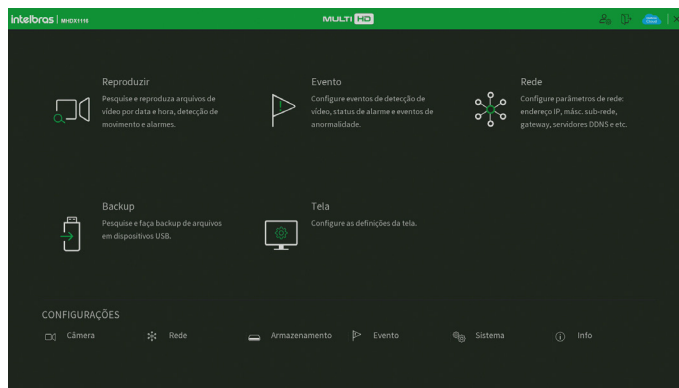 intelbras | MHDX1116
MULTI HD
Reproduzir
Pesquise e reproduza arquivos de
vídeo por data e hora, detecção de
movimento e alarmes.
Evento
Configure eventos de detecção de
vídeo, status de alarme e eventos de
anormalidade.
Rede
Configure parâmetros de rede:
endereço IP, másc. sub-rede,
gateway, servidores DDNS e etc.
Backup
Pesquise e faça backup de arquivos
em dispositivos USB.
Tela
Configure as definições da tela.
CONFIGURAÇÕES
Câmera
Rede
Armazenamento
Evento
Sistema
Info